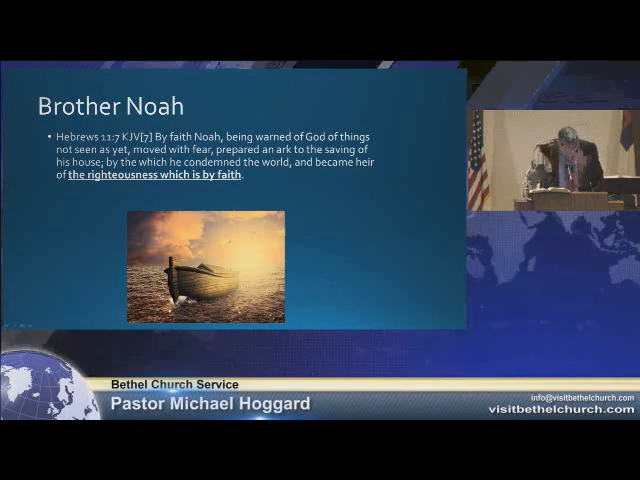 Brother Noah
• Hebrews 11:7 KJV[7] By faith Noah, being warned of God of things
not seen as yet, moved with fear, prepared an ark to the saving of
his house; by the which he condemned the world, and became heir
of the righteousness which is by faith.
Bethel Church Service
Pastor Michael Hoggard
info@visitbethelchurch.com
visitbethelchurch.com